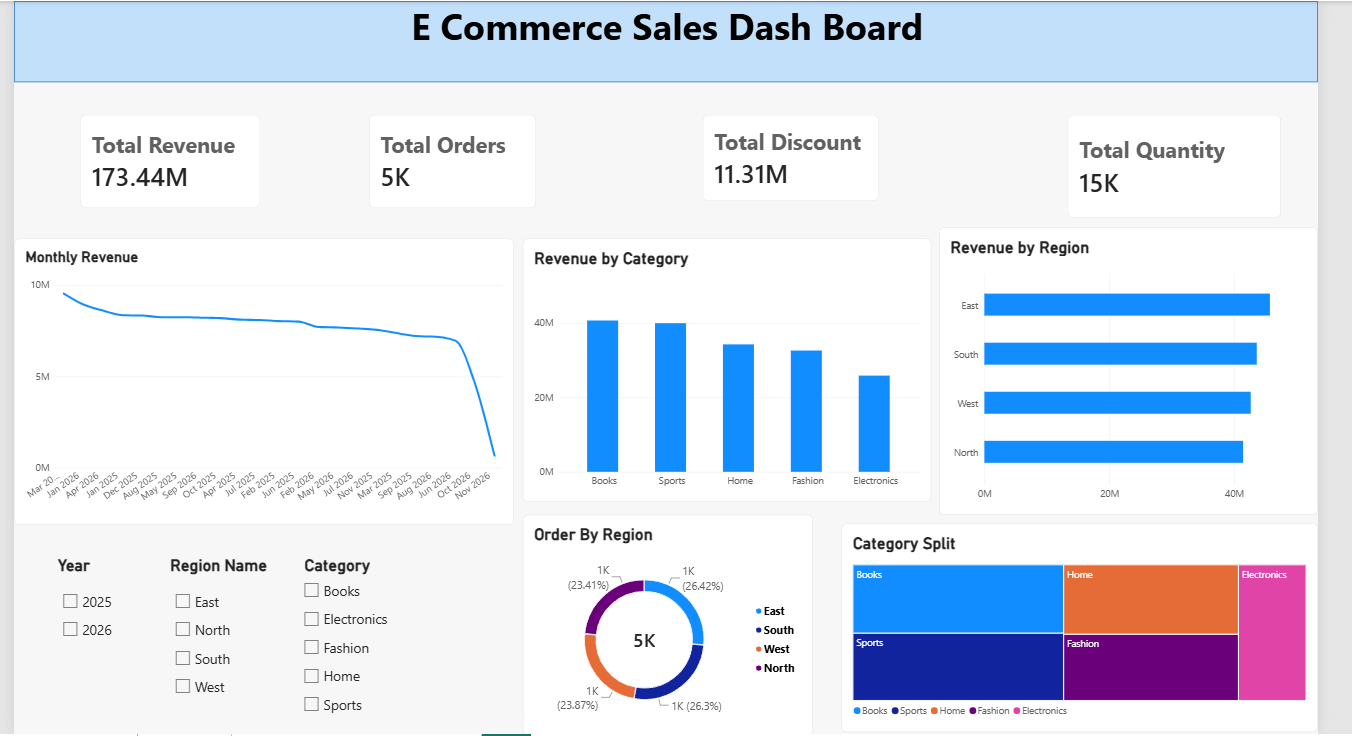 E Commerce Sales Dash Board
Total Revenue
173.44M
Total Orders
5K
Total Discount
11.31M
Total Quantity
15K
Monthly Revenue
10M
5M
0M
Mar 20...
Jan 2026
Apr 2026
Jan 2025
Dec 2025
Aug 2025
May 2025
Sep 2026
Oct 2025
Apr 2025
Jul 2025
Feb 2025
Jun 2025
Feb 2026
May 2026
Jul 2026
Nov 2025
Mar 2025
Sep 2025
Aug 2026
Jun 2026
Oct 2026
Nov 2026
Revenue by Category
40M
20M
0M
Books
Sports
Home
Fashion
Electronics
Revenue by Region
East
South
West
North
0M
20M
40M
Year
2025
2026
Region Name
East
North
South
West
Category
Books
Electronics
Fashion
Home
Sports
Order By Region
1K
(23.41%)
1K
(26.42%)
5K
1K
(23.87%)
1K (26.3%)
East
South
West
North
Category Split
Books
Home
Electronics
Sports
Fashion
Books Sports Home Fashion Electronics